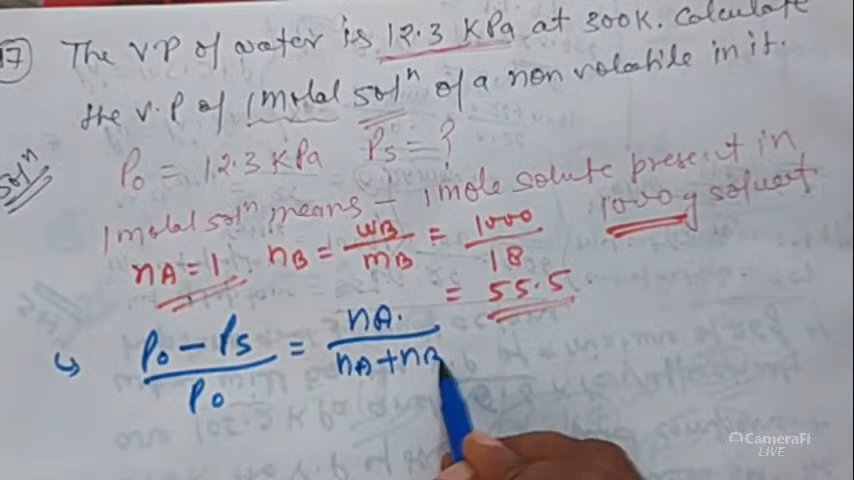 17) The V.P of water is 12.3 KPa at 300K. Calculate
the V.P of 1molal solⁿ of a non volatile in it.
Solⁿ
P₀ = 12.3 KPa Ps = ?
1molal solⁿ means – 1mole solute present in
1000g solvent
nA = 1, nB = WB/MB = 1000/18
= 55.5
↳ P₀ – Ps/P₀ = nA./nA+nB
CameraFi
LIVE